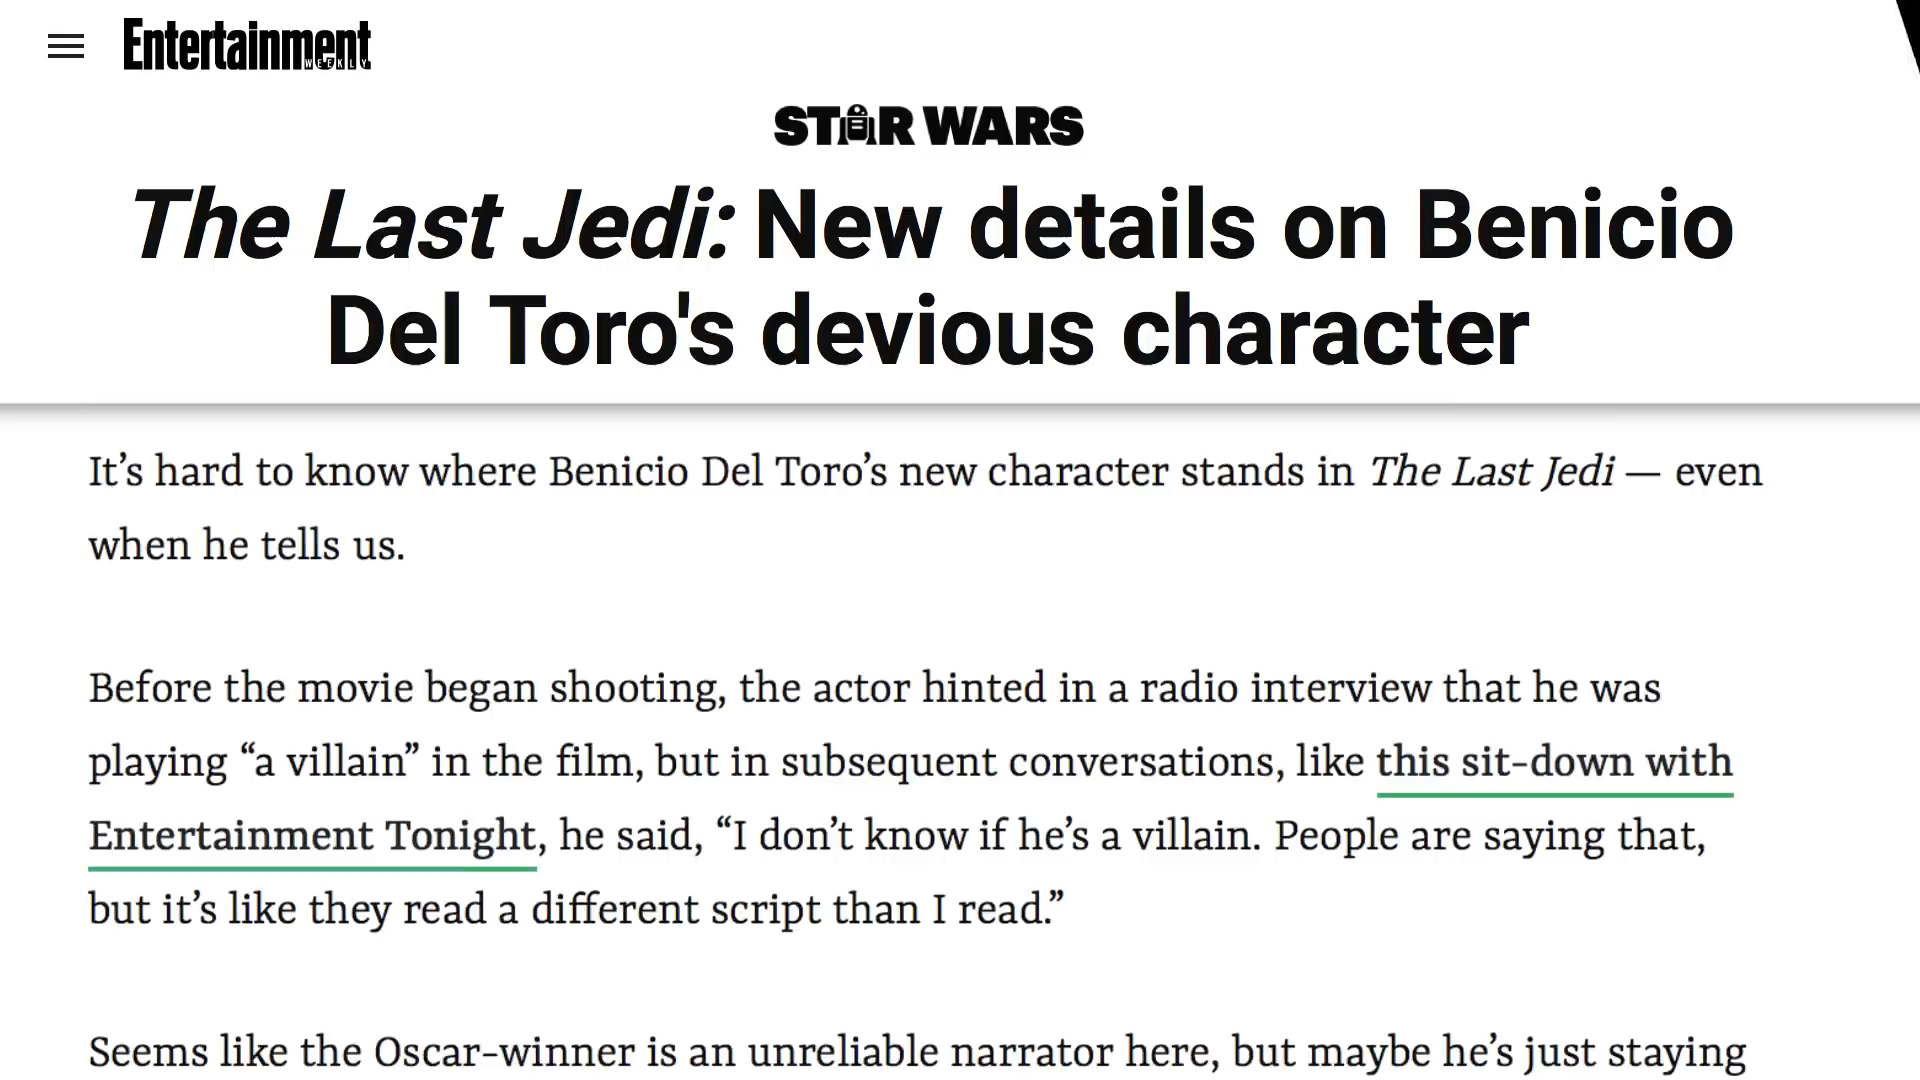 Entertainment
WEEKLY
STAR WARS
The Last Jedi: New details on Benicio
Del Toro's devious character
It’s hard to know where Benicio Del Toro’s new character stands in The Last Jedi — even
when he tells us.
Before the movie began shooting, the actor hinted in a radio interview that he was
playing “a villain” in the film, but in subsequent conversations, like this sit-down with
Entertainment Tonight, he said, “I don’t know if he’s a villain. People are saying that,
but it’s like they read a different script than I read.”
Seems like the Oscar-winner is an unreliable narrator here, but maybe he’s just staying